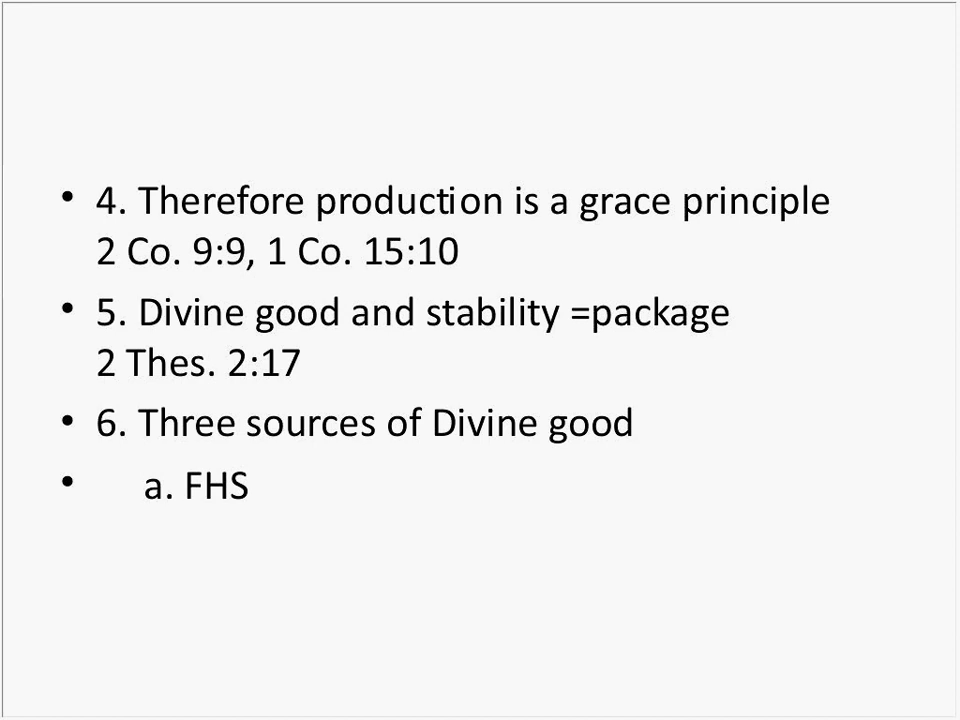 • 4. Therefore production is a grace principle
2 Co. 9:9, 1 Co. 15:10
• 5. Divine good and stability =package
2 Thes. 2:17
• 6. Three sources of Divine good
• a. FHS